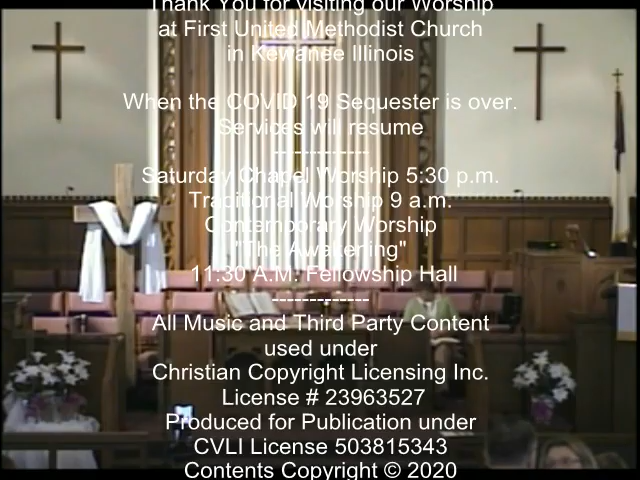 Thank You for visiting our Worship
at First United Methodist Church
in Kewanee Illinois
When the COVID 19 Sequester is over.
Services will resume
-------------
Saturday Chapel Worship 5:30 p.m.
Traditional Worship 9 a.m.
Contemporary Worship
"The Awakening"
11:30 A.M. Fellowship Hall
-------------
All Music and Third Party Content
used under
Christian Copyright Licensing Inc.
License # 23963527
Produced for Publication under
CVLI License 503815343
Contents Copyright © 2020